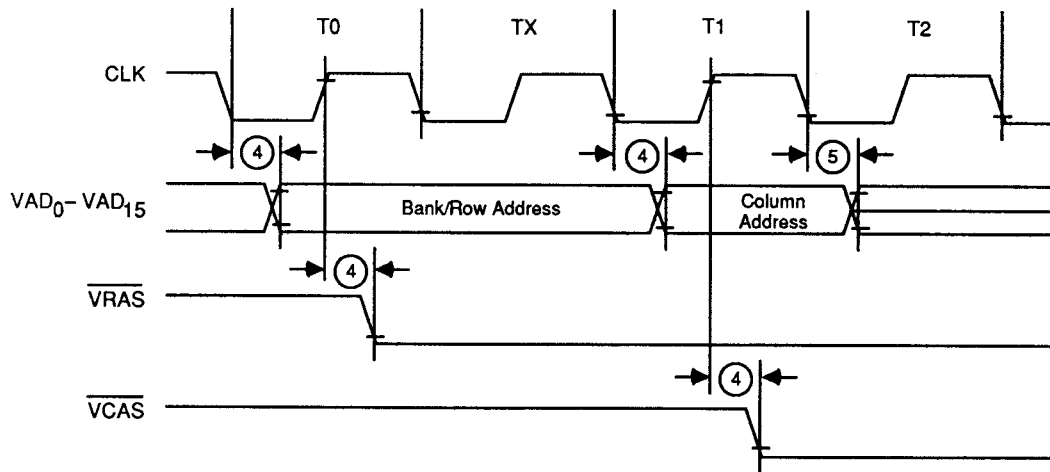 T0 TX T1 T2
CLK
4 4 5
VAD0 – VAD15
Bank/Row Address
Column
Address
4
VRAS
4
VCAS